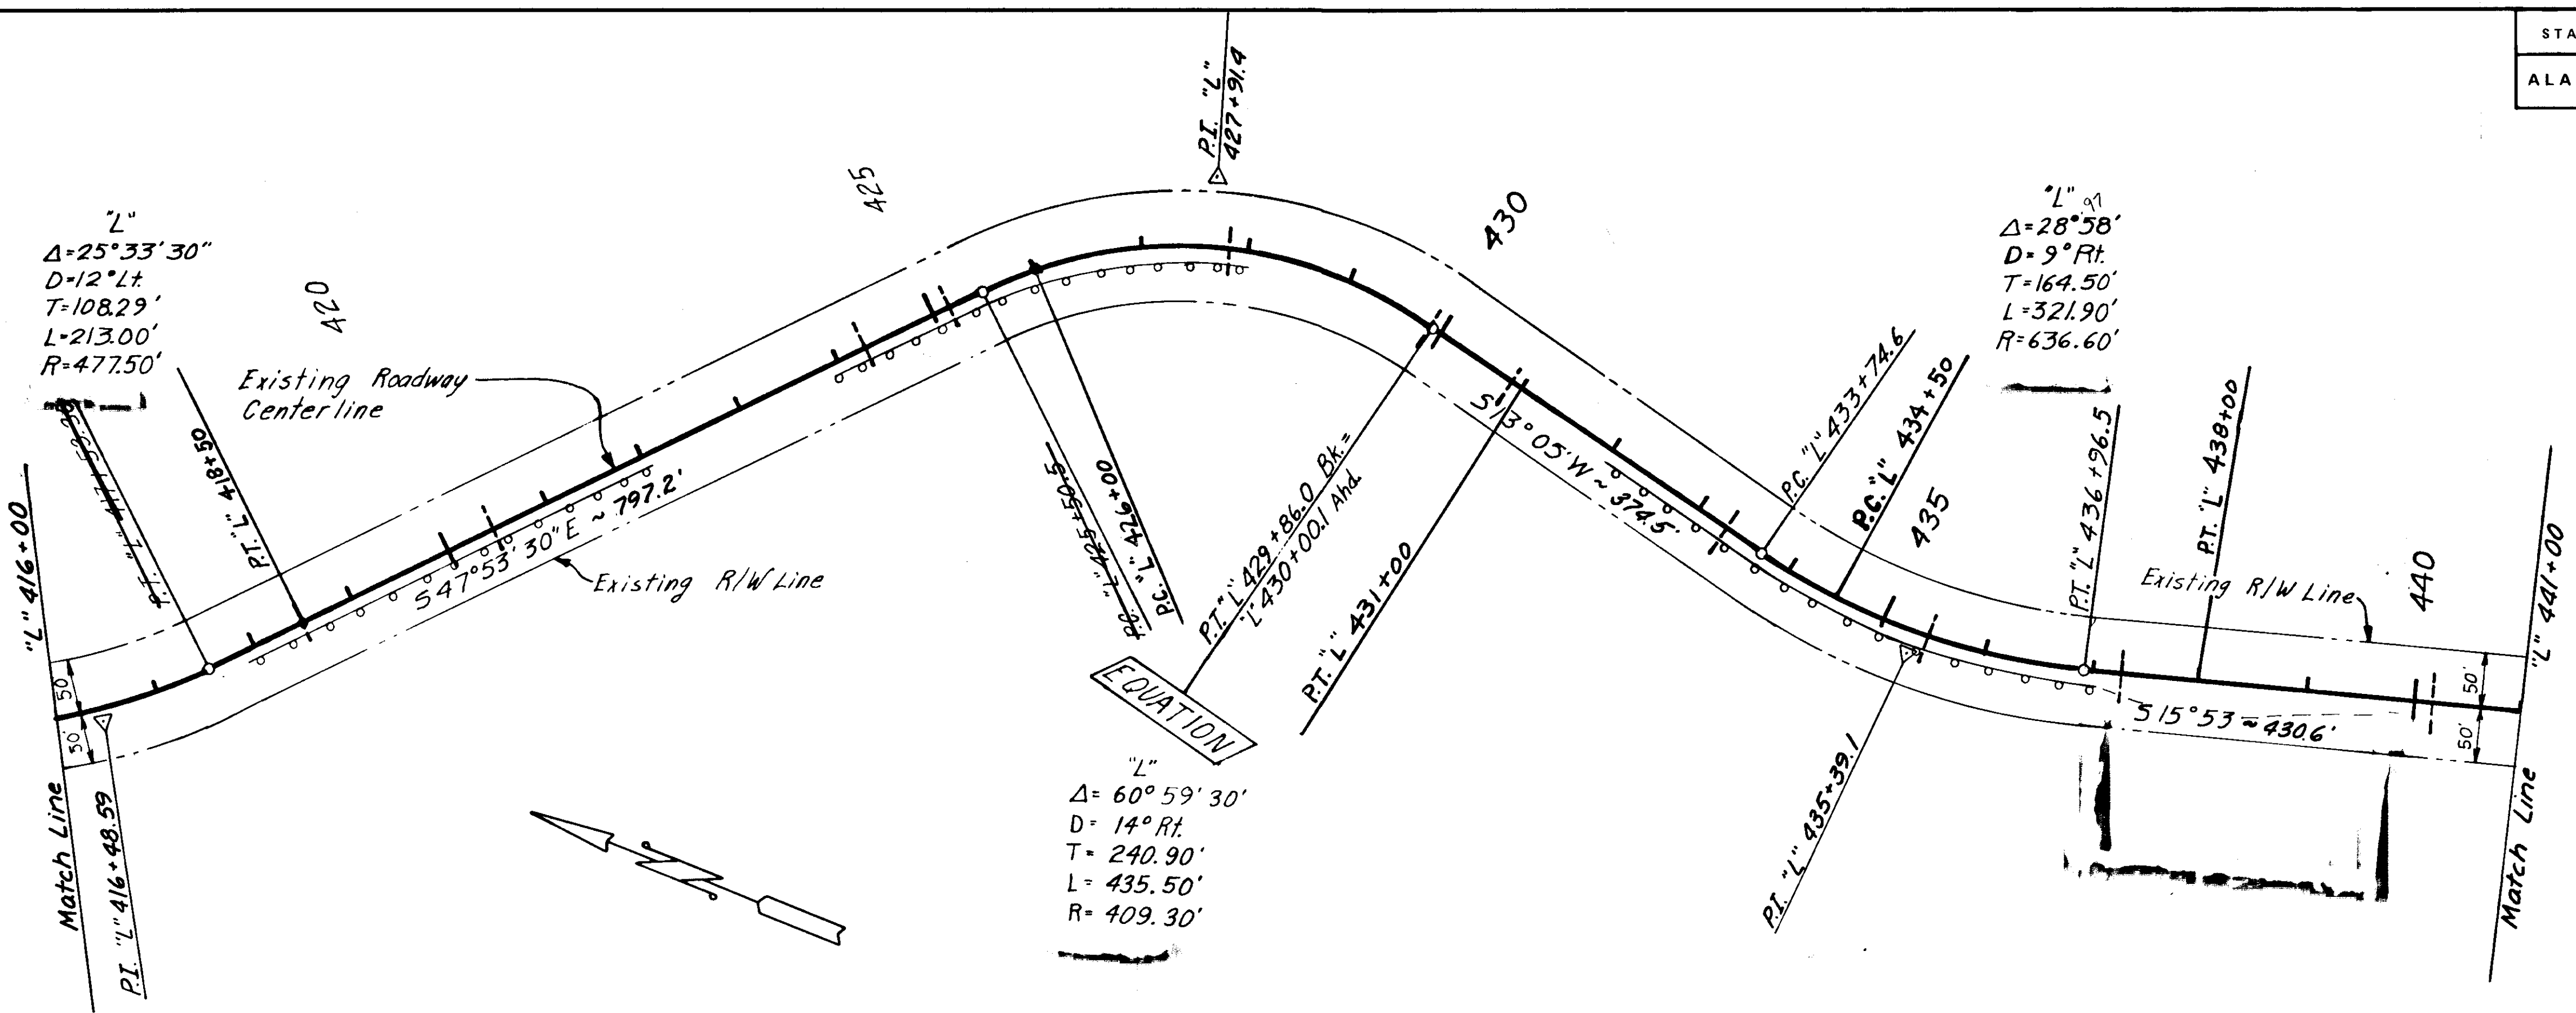 STA
ALA
"L"
Δ=25°33'30"
D=12°Lt.
T=108.29'
L=213.00'
R=477.50'
420
425
P.I. "L"
427+91.4
430
"L"
97
Δ=28°58'
D=9°Rt.
T=164.50'
L=321.90'
R=636.60'
Existing Roadway
Centerline
"L" 416+00
P.T. "L" 418+50
S47°53'30"E ~ 797.2'
Existing R/W Line
P.C. "L" 425+50.5
P.C. "L" 426+00
P.T. "L" 429+86.0 Bk.=
"L" 430+00.1 Ahd.
EQUATION
P.T. "L" 431+00
S13°05'W ~ 374.5'
P.C. "L" 433+74.6
P.C. "L" 434+50
435
P.T. "L" 436+96.5
P.T. "L" 438+00
Existing R/W Line
440
"L" 441+00
50'
50'
50'
50'
S15°53 ~ 430.6'
Match Line
P.I. "L" 416+48.59
"L"
Δ= 60°59'30'
D= 14°Rt.
T= 240.90'
L= 435.50'
R= 409.30'
P.I. "L" 435+39.1
Match Line